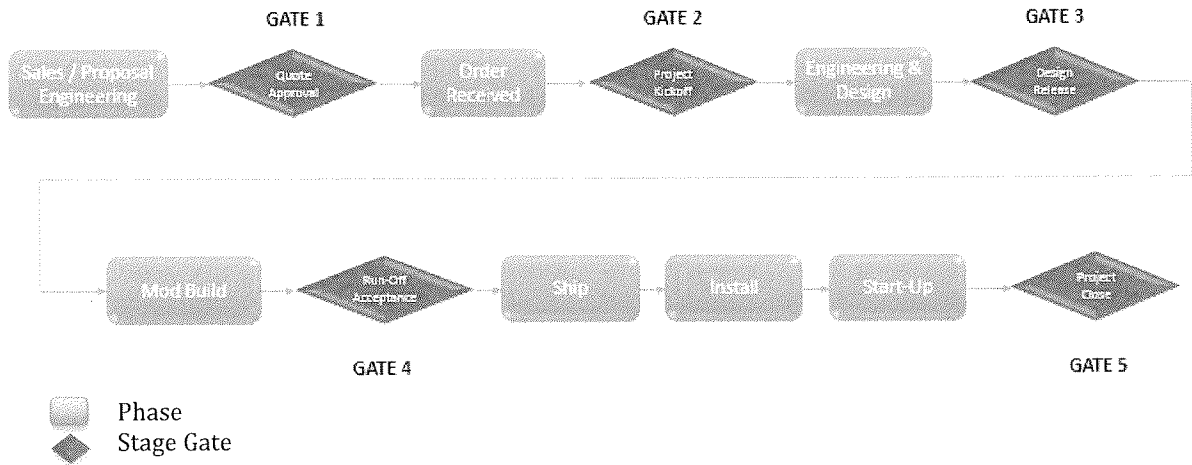 GATE 1
GATE 2
GATE 3
Sales / Proposal
Engineering
Quote
Approval
Order
Received
Project
Kickoff
Engineering &
Design
Design
Release
Mod Build
Run-Off
Acceptance
Ship
Install
Start-Up
Project
Close
GATE 4
GATE 5
Phase
Stage Gate